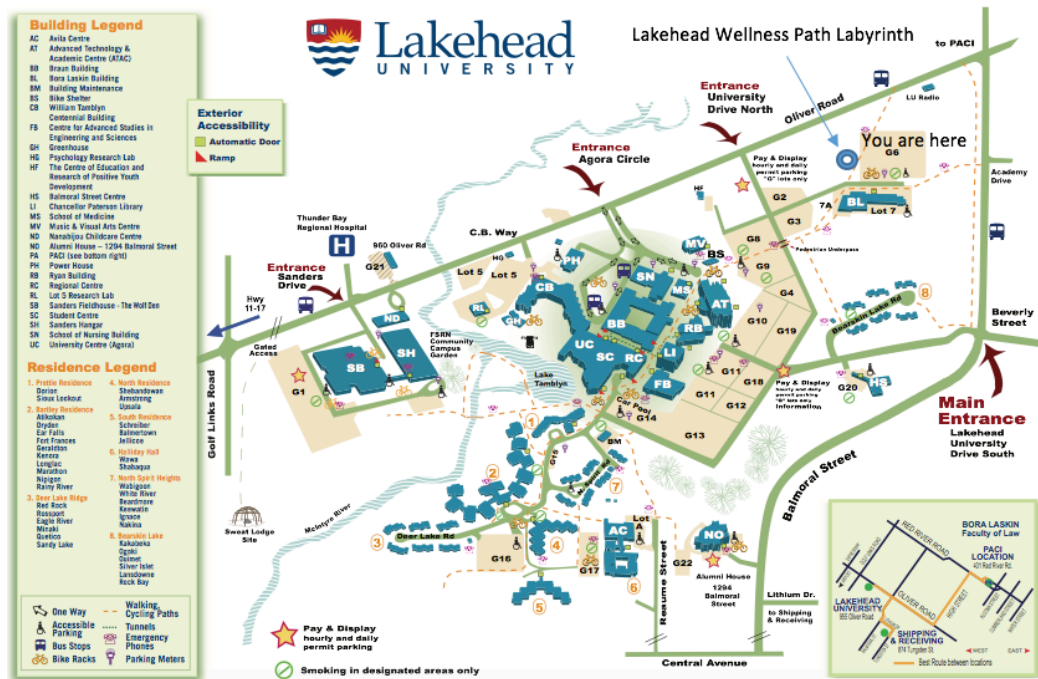 Building Legend
AC Avila Centre
AT Advanced Technology &
Academic Centre (ATAC)
BB Braun Building
BL Bora Laskin Building
BM Building Maintenance
BS Bike Shelter
CB William Tamblyn
Centennial Building
FB Centre for Advanced Studies in
Engineering and Sciences
GH Greenhouse
HG Psychology Research Lab
HF The Centre of Education and
Research of Positive Youth
Development
HS Balmoral Street Centre
LI Chancellor Paterson Library
MS School of Medicine
MV Music & Visual Arts Centre
ND Nanabijou Childcare Centre
NO Alumni House – 1294 Balmoral Street
PA PACI (see bottom right)
PH Power House
RB Ryan Building
RC Regional Centre
RL Lot 5 Research Lab
SB Sanders Fieldhouse - The Wolf Den
SC Student Centre
SH Sanders Hangar
SN School of Nursing Building
UC University Centre (Agora)
Residence Legend
1. Prettie Residence
Dorion
Sioux Lookout
2. Bartley Residence
Atikokan
Dryden
Ear Falls
Fort Frances
Geraldton
Kenora
Longlac
Marathon
Nipigon
Rainy River
3. Deer Lake Ridge
Red Rock
Rossport
Eagle River
Minaki
Quetico
Sandy Lake
4. North Residence
Shebandowan
Armstrong
Upsala
5. South Residence
Schreiber
Balmertown
Jellicoe
6. Halliday Hall
Wawa
Shabaqua
7. North Spirit Heights
Wabigoon
White River
Beardmore
Keewatin
Ignace
Nakina
8. Bearskin Lake
Kakabeka
Ogoki
Ouimet
Silver Islet
Lansdowne
Rock Bay
One Way
Accessible
Parking
Bus Stops
Bike Racks
Walking,
Cycling Paths
Tunnels
Emergency
Phones
Parking Meters
Exterior
Accessibility
Automatic Door
Ramp
Lakehead
UNIVERSITY
Lakehead Wellness Path Labyrinth
to PACI
LU Radio
You are here
G6
Entrance
University
Drive North
Oliver Road
Entrance
Agora Circle
Pay & Display
hourly and daily
permit parking
"G" lots only
Academy
Drive
HF
G2
G3
7A
BL
Lot 7
Thunder Bay
Regional Hospital
H
960 Oliver Rd
G21
C.B. Way
HG
Lot 5
Lot 5
PH
MV
BS
G8
Pedestrian Underpass
G9
Entrance
Sanders
Drive
Hwy
11-17
Gated
Access
ND
RL
CB
GH
SN
MS
AT
G4
G10
G19
BB
RB
UC
SC
RC
LI
FB
8
Bearskin Lake Rd
Beverly
Street
SB
SH
FSRN
Community
Campus
Garden
Lake
Tamblyn
G1
G11
G11
G18
G12
G13
Car Pool
G14
Pay & Display
hourly and daily
permit parking
"G" lots only
Information
G20
HS
Main
Entrance
Lakehead
University
Drive South
Golf Links Road
Balmoral Street
McIntyre River
Sweat Lodge
Site
1
2
G15
BM
N. Spirit Rd
7
3
Deer Lake Rd
G16
4
5
AC
Lot
A
G17
6
Reaume Street
G22
NO
Alumni House
1294
Balmoral
Street
Lithium Dr.
to Shipping
& Receiving
Central Avenue
Pay & Display
hourly and daily
permit parking
Smoking in designated areas only
BORA LASKIN
Faculty of Law
PACI
LOCATION
401 Red River Rd.
RED RIVER ROAD
OLIVER ROAD
HIGH STREET
LAKEHEAD
UNIVERSITY
955 Oliver Road
SHIPPING
& RECEIVING
874 Tungsten St.
WEST
EAST
Best Route between locations